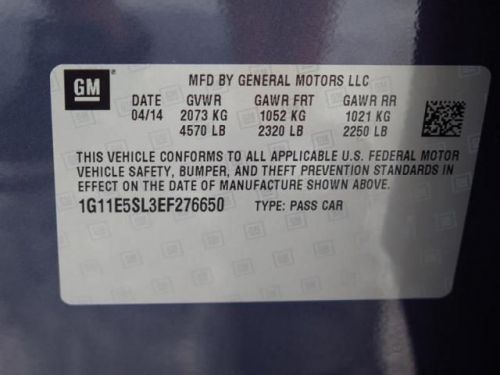 GM
MFD BY GENERAL MOTORS LLC
DATE GVWR GAWR FRT GAWR RR
04/14 2073 KG 1052 KG 1021 KG
4570 LB 2320 LB 2250 LB
THIS VEHICLE CONFORMS TO ALL APPLICABLE U.S. FEDERAL MOTOR
VEHICLE SAFETY, BUMPER, AND THEFT PREVENTION STANDARDS IN
EFFECT ON THE DATE OF MANUFACTURE SHOWN ABOVE.
1G11E5SL3EF276650 TYPE: PASS CAR